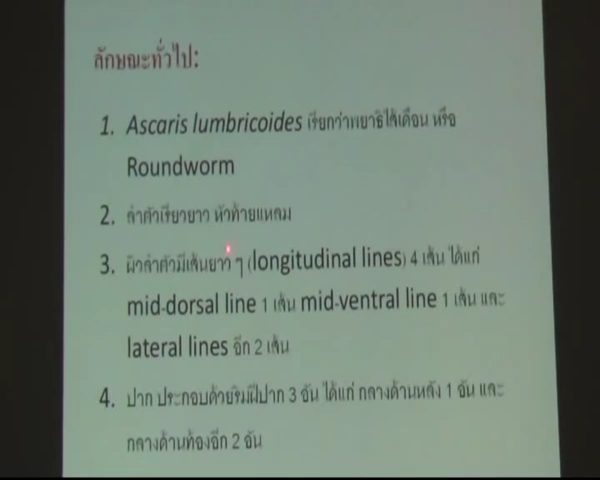 ลักษณะทั่วไป:
1. Ascaris lumbricoides เรียกว่าพยาธิไส้เดือน หรือ
Roundworm
2. ลำตัวเรียวยาว หัวท้ายแหลม
3. ผิวลำตัวมีเส้นยาว ๆ (longitudinal lines) 4 เส้น ได้แก่
mid-dorsal line 1 เส้น mid-ventral line 1 เส้น และ
lateral lines อีก 2 เส้น
4. ปาก ประกอบด้วยริมฝีปาก 3 อัน ได้แก่ กลางด้านหลัง 1 อัน และ
กลางด้านท้องอีก 2 อัน